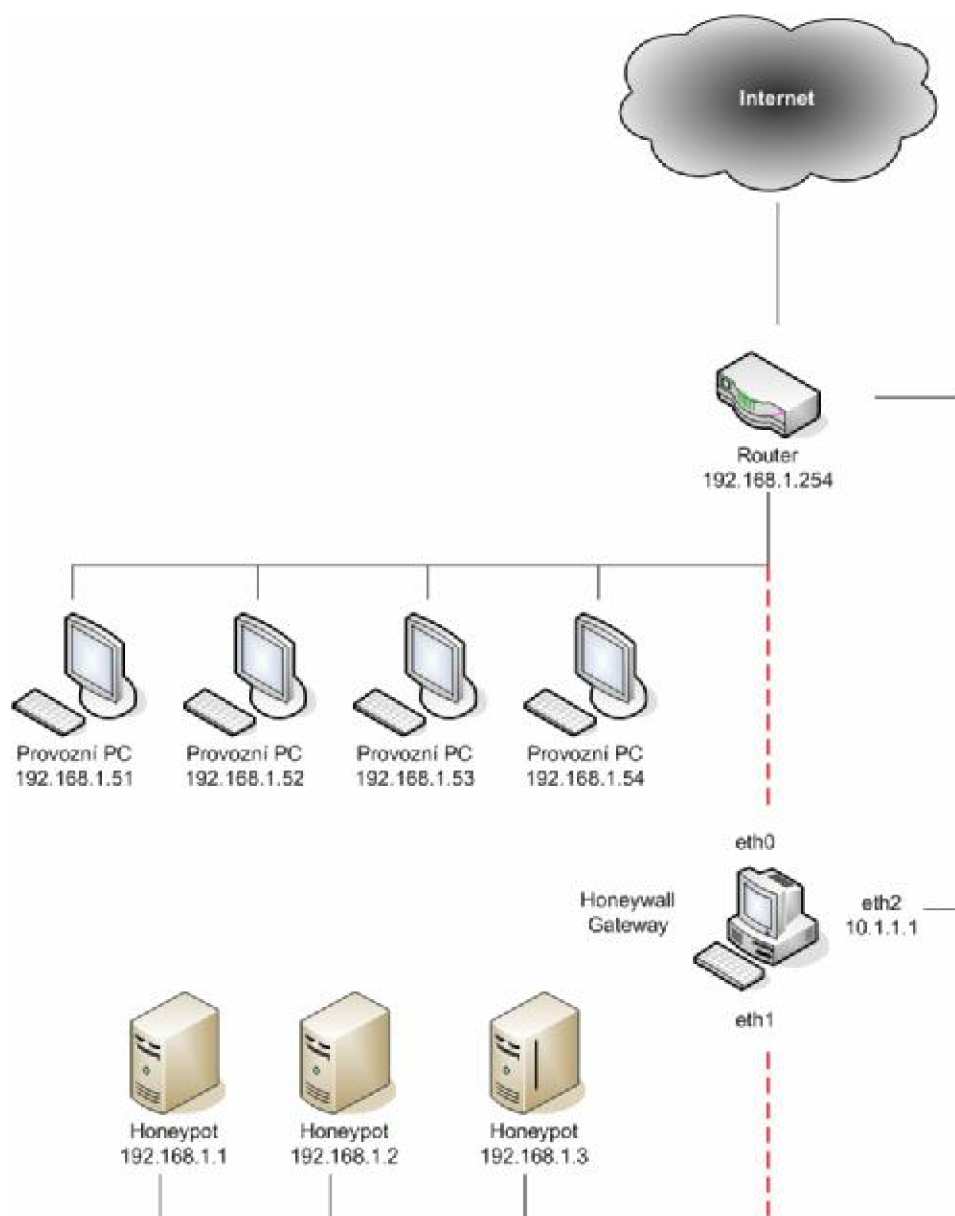 Internet
Router
192.168.1.254
Provozní PC
192.168.1.51
Provozní PC
192.168.1.52
Provozní PC
192.168.1.53
Provozní PC
192.168.1.54
eth0
Honeywall
Gateway
eth2
10.1.1.1
eth1
Honeypot
192.168.1.1
Honeypot
192.168.1.2
Honeypot
192.168.1.3